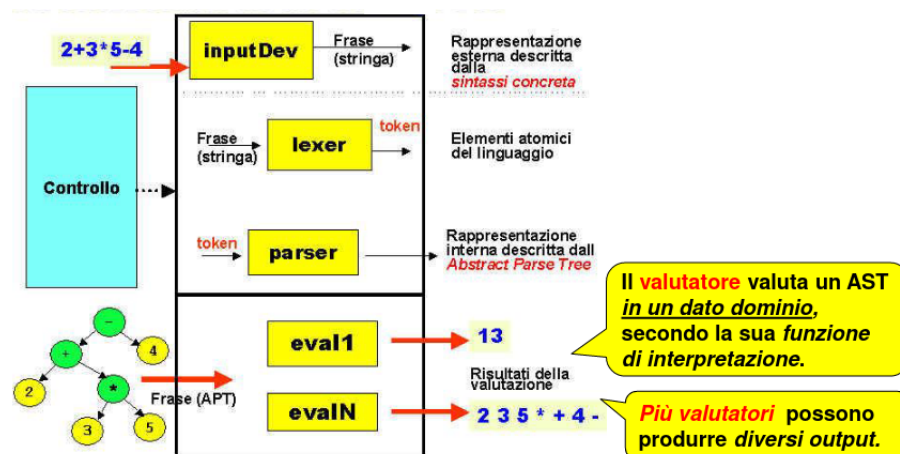 2+3*5-4
inputDev
Frase
(stringa)
Rappresentazione
esterna descritta
dalla
sintassi concreta
Controllo
Frase
(stringa)
lexer
token
Elementi atomici
del linguaggio
token
parser
Rappresentazione
interna descritta dall
Abstract Parse Tree
Il valutatore valuta un AST
in un dato dominio,
secondo la sua funzione
di interpretazione.
-
+
4
2
*
3
5
Frase (APT)
eval1
13
Risultati della
valutazione
evalN
2 3 5 * + 4 -
Più valutatori possono
produrre diversi output.